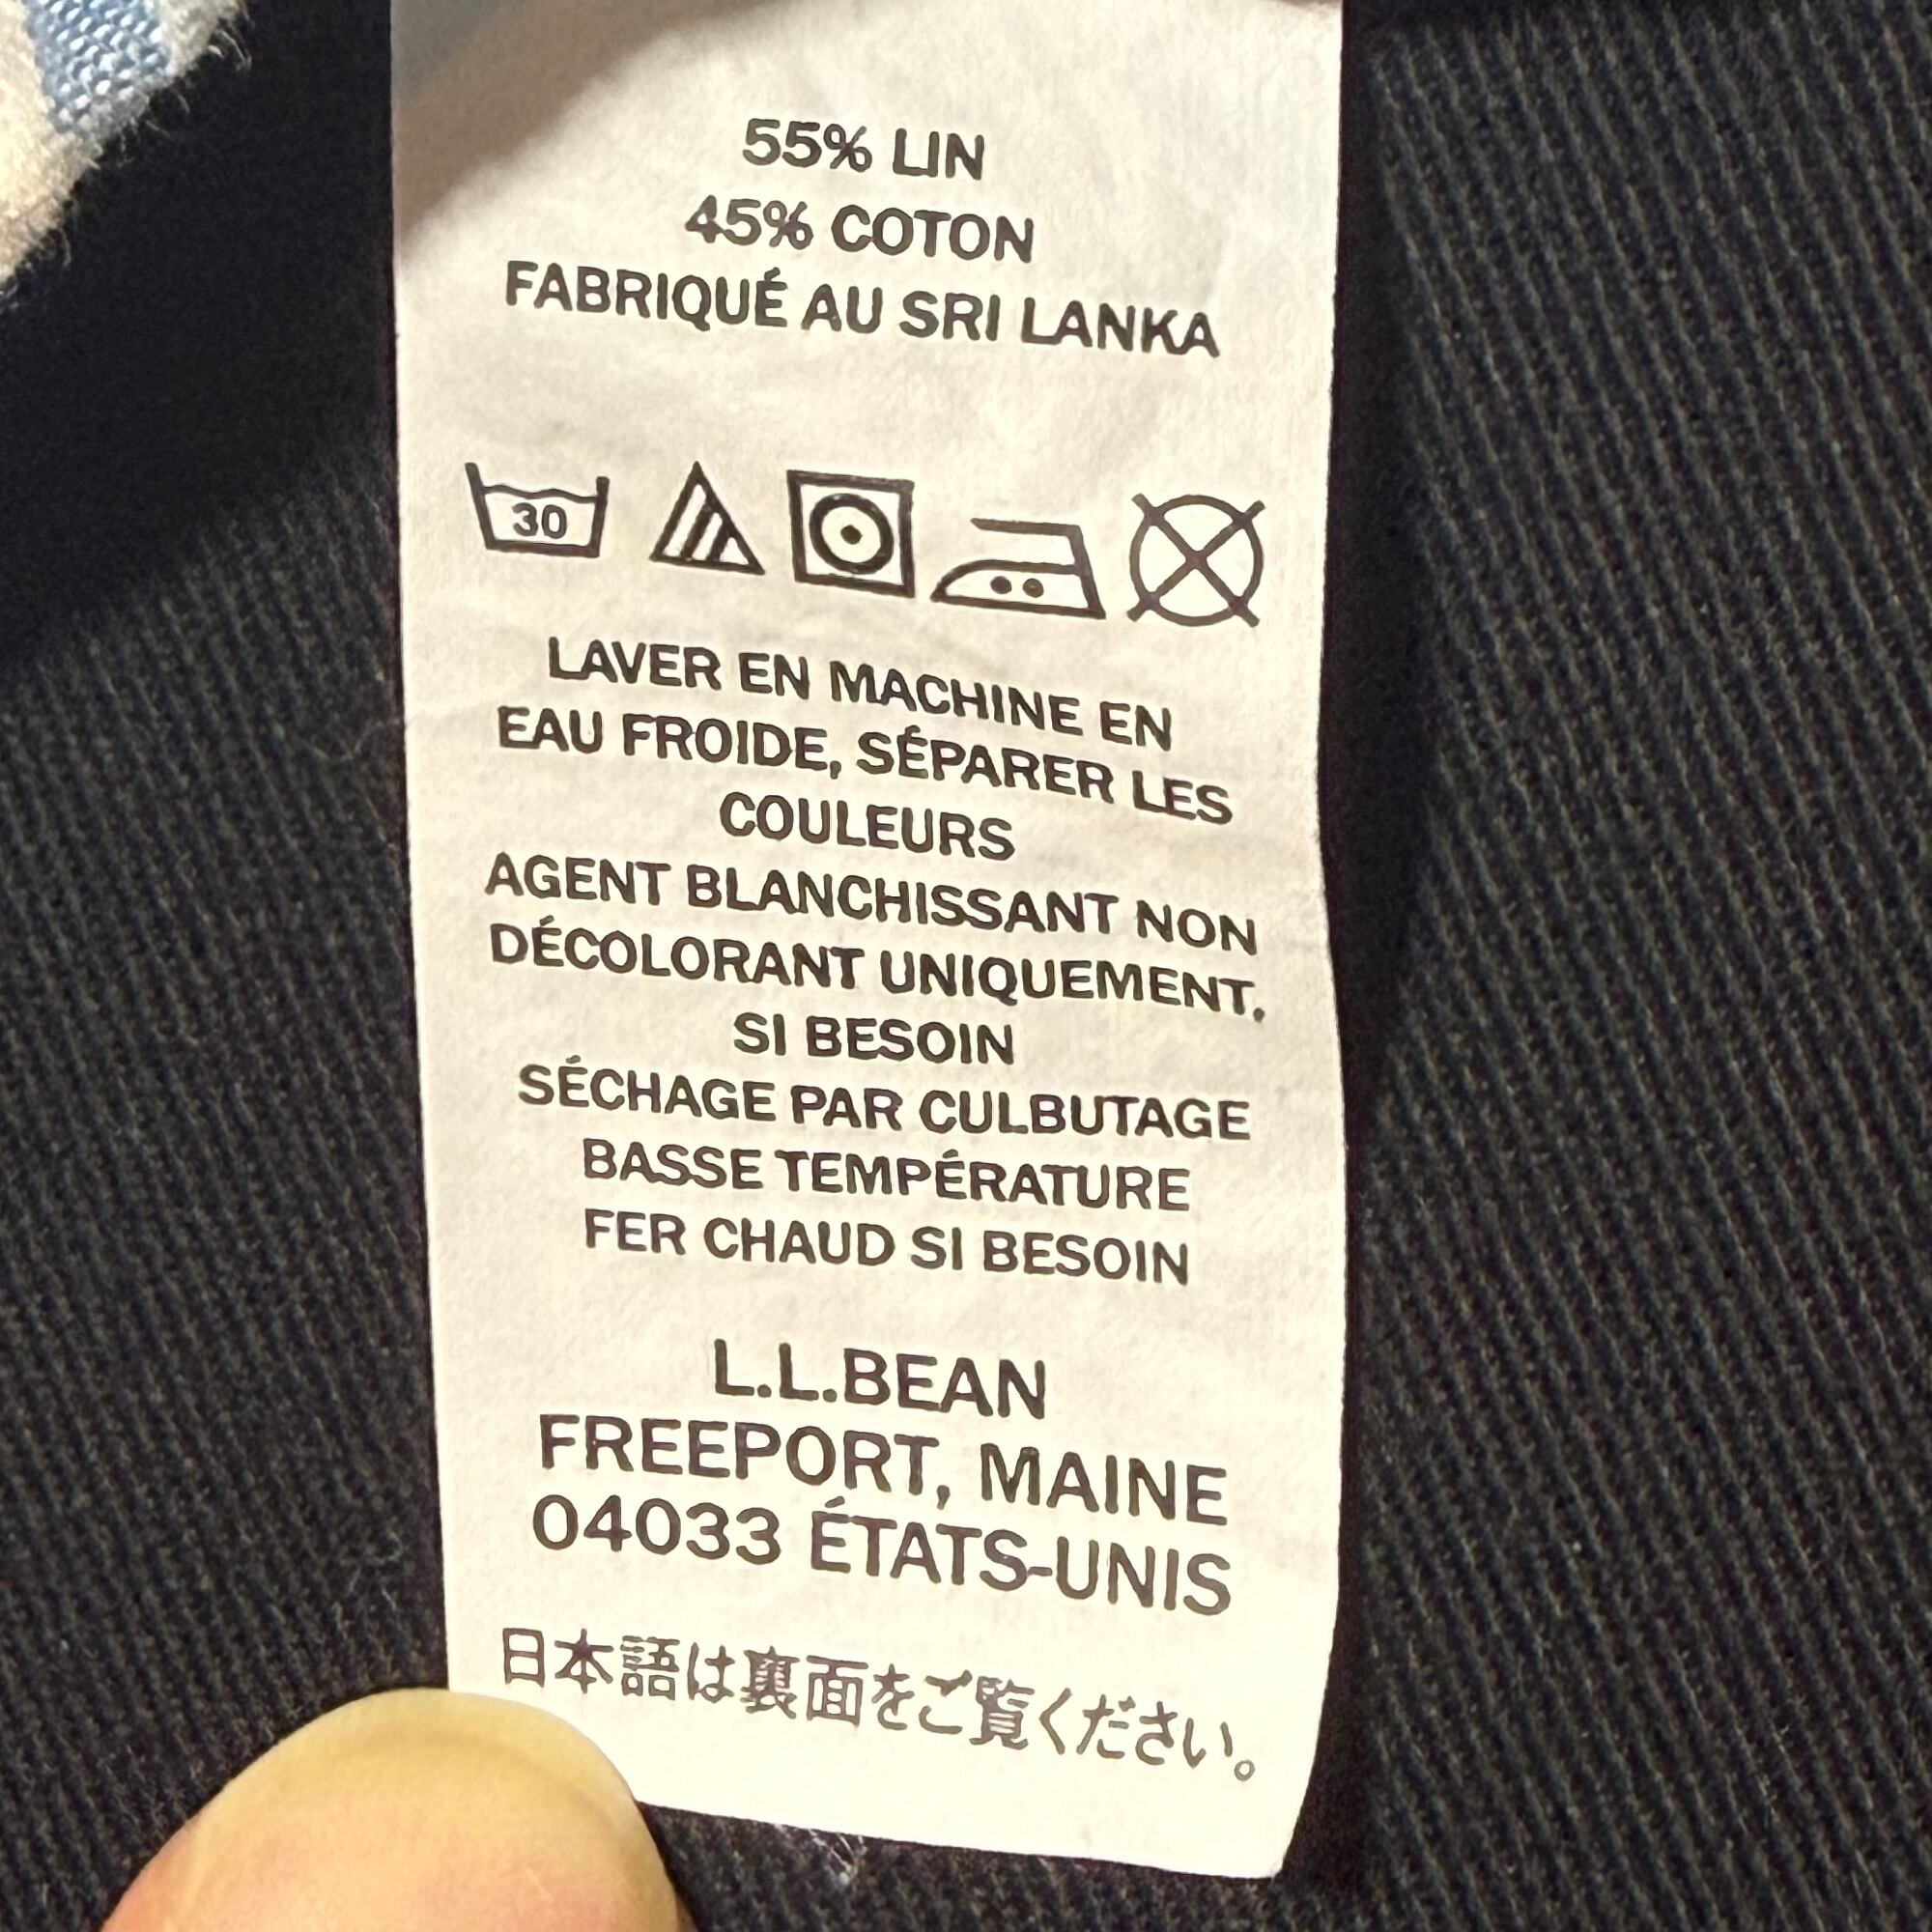 55% LIN
45% COTON
FABRIQUÉ AU SRI LANKA
30
LAVER EN MACHINE EN
EAU FROIDE, SÉPARER LES
COULEURS
AGENT BLANCHISSANT NON
DÉCOLORANT UNIQUEMENT,
SI BESOIN
SÉCHAGE PAR CULBUTAGE
BASSE TEMPÉRATURE
FER CHAUD SI BESOIN
L.L.BEAN
FREEPORT, MAINE
04033 ÉTATS-UNIS
日本語は裏面をご覧ください。